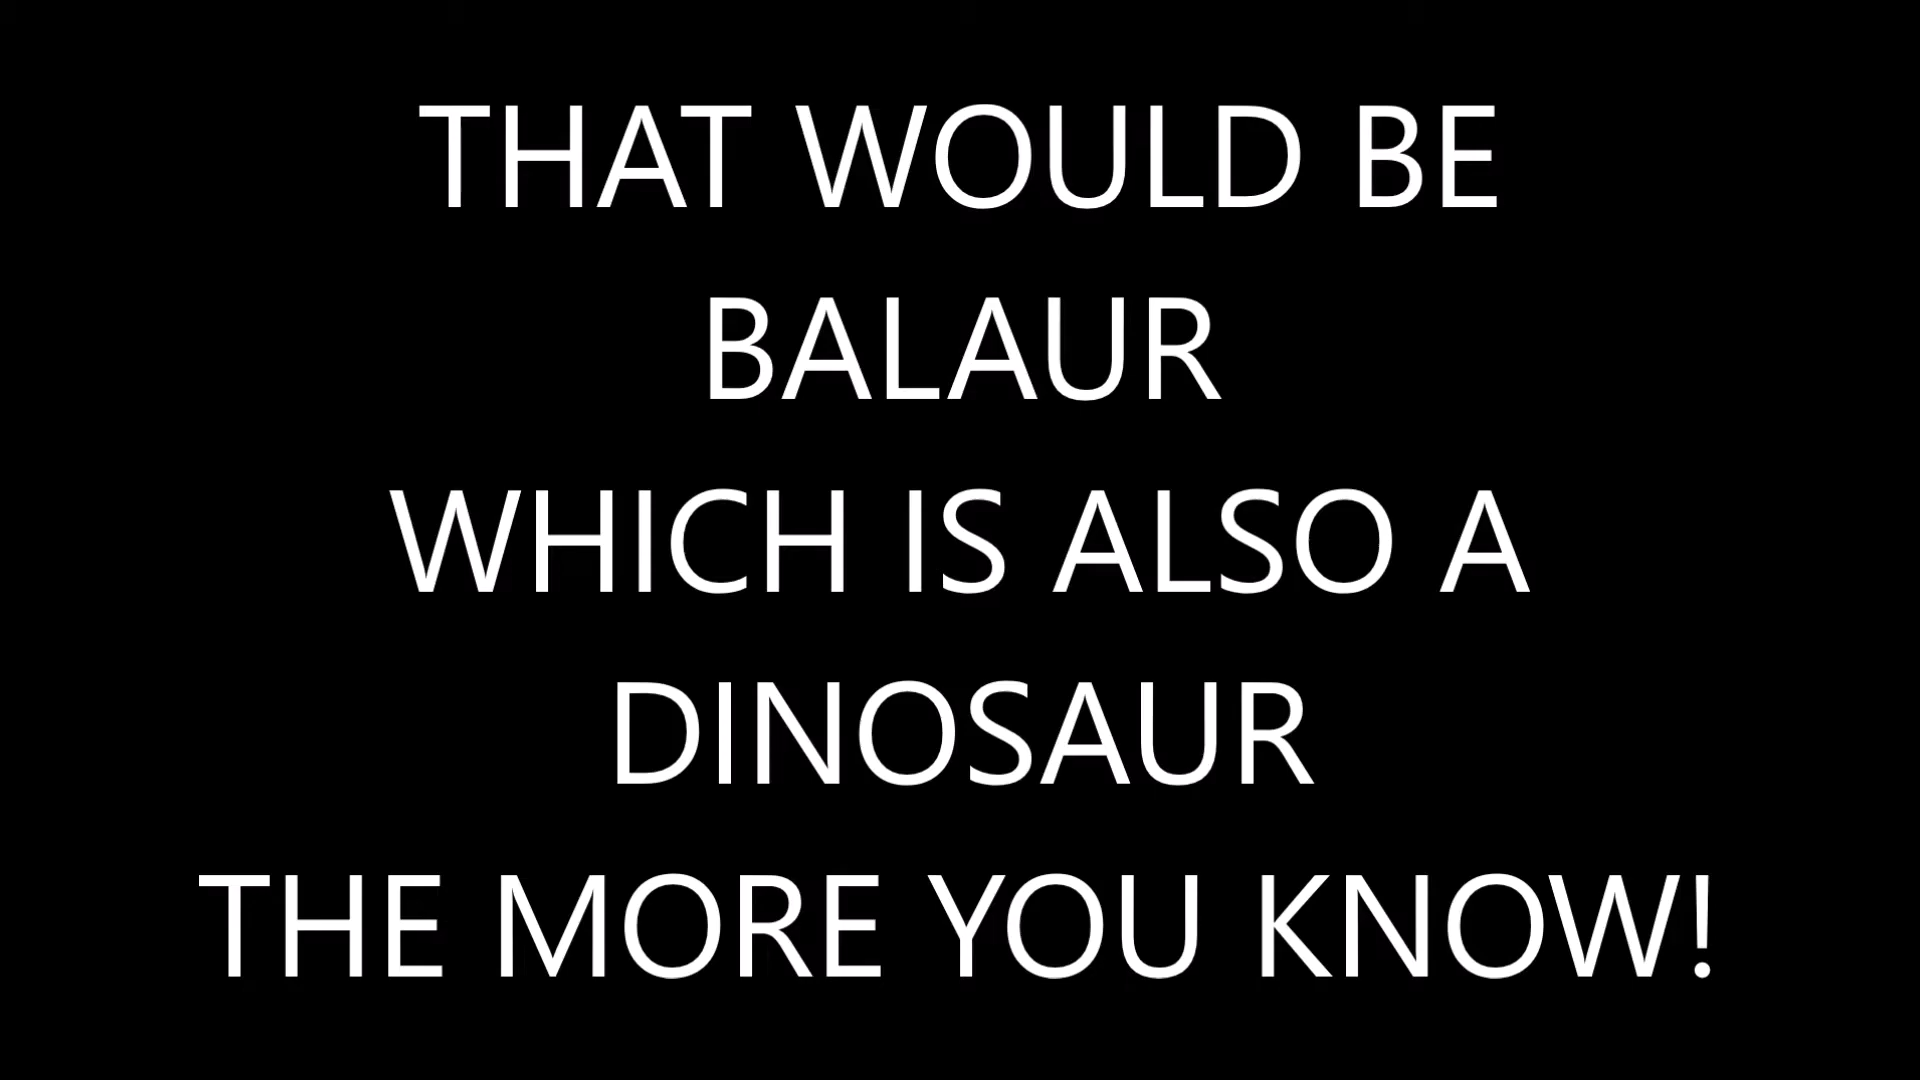 THAT WOULD BE
BALAUR
WHICH IS ALSO A
DINOSAUR
THE MORE YOU KNOW!